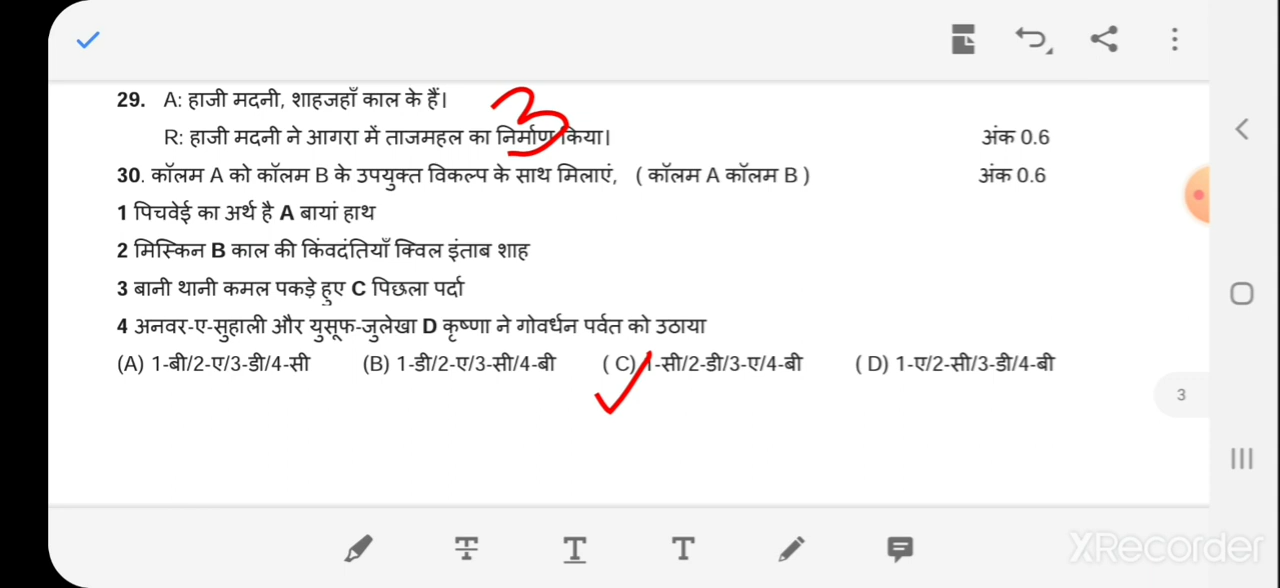 29. A: हाजी मदनी, शाहजहाँ काल के हैं।
3
R: हाजी मदनी ने आगरा में ताजमहल का निर्माण किया। अंक 0.6
30. कॉलम A को कॉलम B के उपयुक्त विकल्प के साथ मिलाएं, ( कॉलम A कॉलम B ) अंक 0.6
1 पिचवेई का अर्थ है A बायां हाथ
2 मिस्किन B काल की किंवदंतियाँ क्विल इंताब शाह
3 बानी थानी कमल पकड़े हुए C पिछला पर्दा
4 अनवर-ए-सुहाली और युसूफ-जुलेखा D कृष्णा ने गोवर्धन पर्वत को उठाया
(A) 1-बी/2-ए/3-डी/4-सी (B) 1-डी/2-ए/3-सी/4-बी ( C) 1-सी/2-डी/3-ए/4-बी ( D) 1-ए/2-सी/3-डी/4-बी
3
T T T
XRecorder